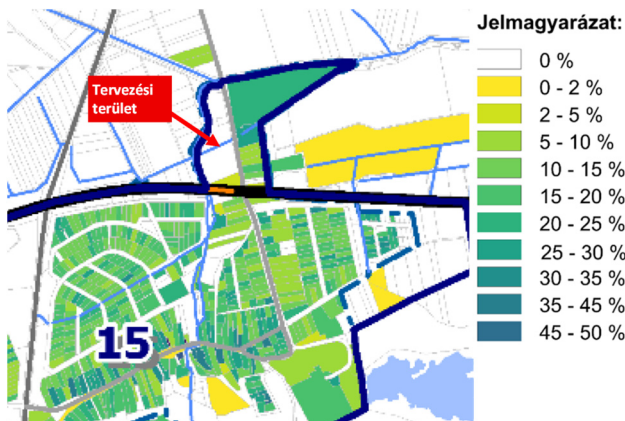 Jelmagyarázat:
0 %
0 - 2 %
2 - 5 %
5 - 10 %
10 - 15 %
15 - 20 %
20 - 25 %
25 - 30 %
30 - 35 %
35 - 45 %
45 - 50 %
Tervezési
terület
15